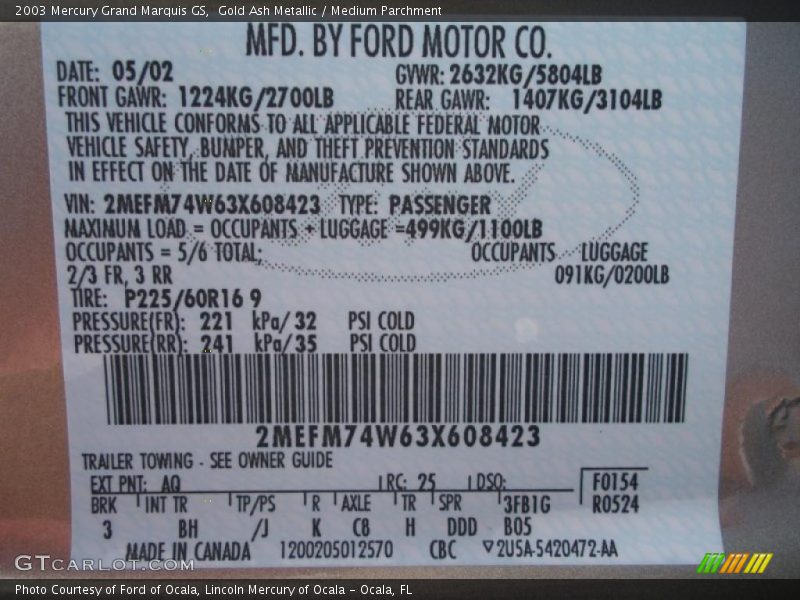 2003 Mercury Grand Marquis GS, Gold Ash Metallic / Medium Parchment
MFD. BY FORD MOTOR CO.
DATE: 05/02 GVWR: 2632KG/5804LB
FRONT GAWR: 1224KG/2700LB REAR GAWR: 1407KG/3104LB
THIS VEHICLE CONFORMS TO ALL APPLICABLE FEDERAL MOTOR
VEHICLE SAFETY, BUMPER, AND THEFT PREVENTION STANDARDS
IN EFFECT ON THE DATE OF MANUFACTURE SHOWN ABOVE.
VIN: 2MEFM74W63X608423 TYPE: PASSENGER
MAXIMUM LOAD = OCCUPANTS + LUGGAGE =499KG/1100LB
OCCUPANTS = 5/6 TOTAL; OCCUPANTS LUGGAGE
2/3 FR, 3 RR 091KG/0200LB
TIRE: P225/60R16 9
PRESSURE(FR): 221 kPa/ 32 PSI COLD
PRESSURE(RR): 241 kPa/35 PSI COLD
2MEFM74W63X608423
TRAILER TOWING - SEE OWNER GUIDE
EXT PNT: AQ RC: 25 DSO: F0154
BRK INT TR TP/PS R AXLE TR SPR 3FB1G R0524
3 BH /J K CB H DDD B05
MADE IN CANADA 1200205012570 CBC ▽2U5A-5420472-AA
GTCarLot.com
Photo Courtesy of Ford of Ocala, Lincoln Mercury of Ocala – Ocala, FL